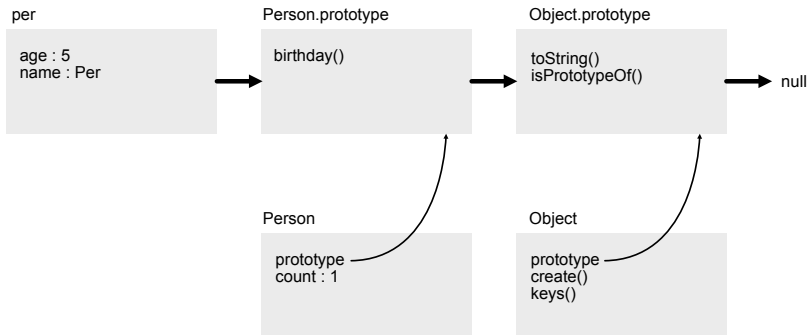 per
age : 5
name : Per
Person.prototype
birthday()
Object.prototype
toString()
isPrototypeOf()
null
Person
prototype
count : 1
Object
prototype
create()
keys()